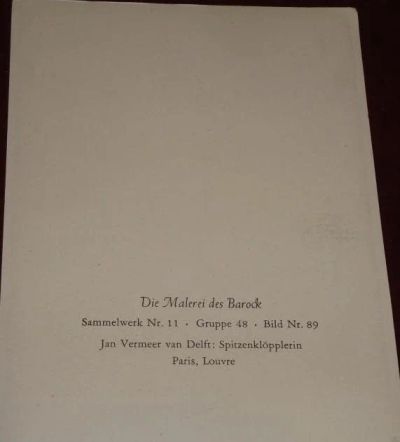 Die Malerei des Barock
Sammelwerk Nr. 11 · Gruppe 48 · Bild Nr. 89
Jan Vermeer van Delft: Spitzenklöpplerin
Paris, Louvre